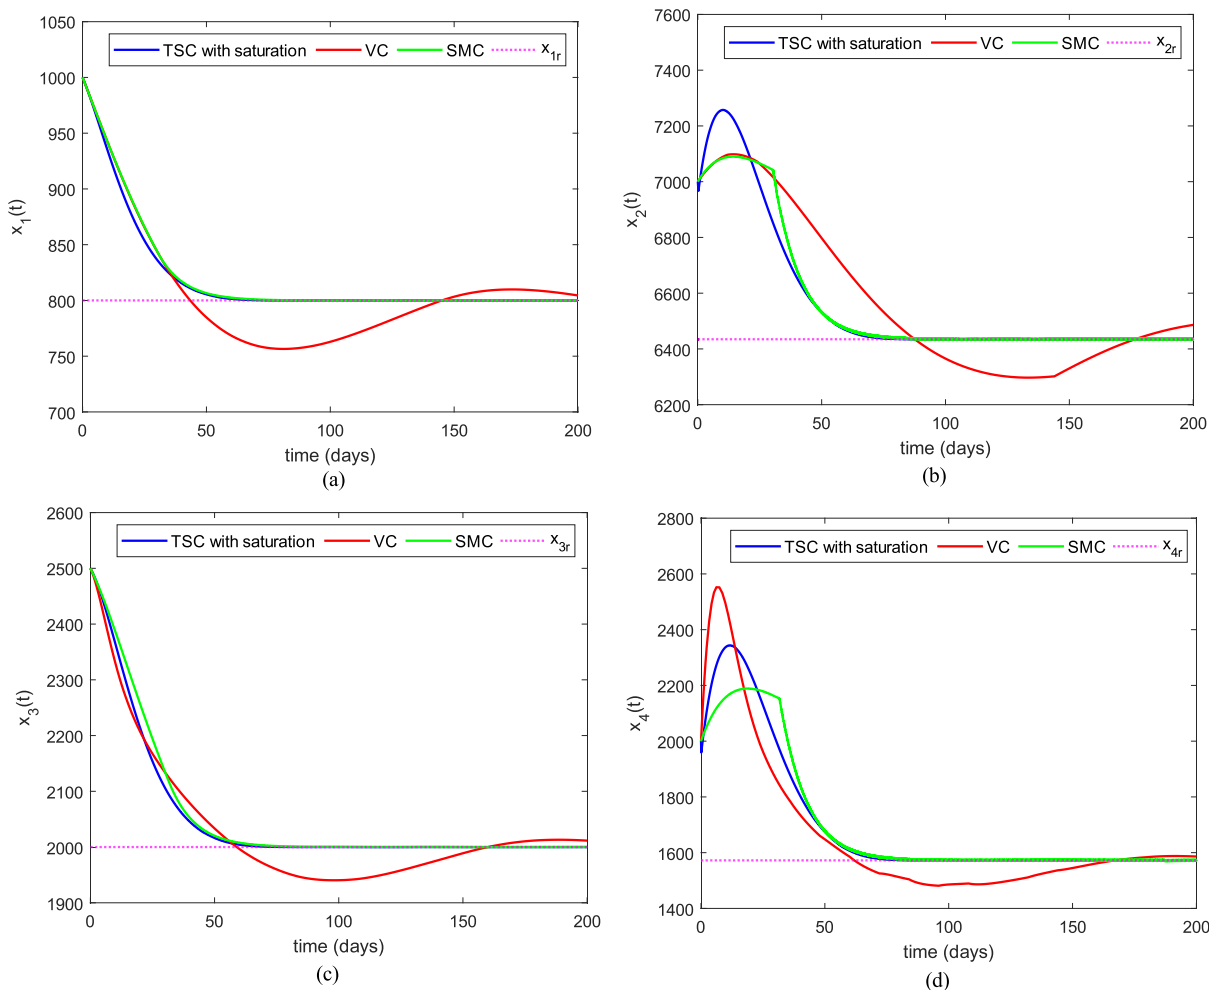 1050
1000
950
900
850
800
750
700
x1(t)
TSC with saturation VC SMC x1r
0 50 100 150 200
time (days)
(a)
7600
7400
7200
7000
6800
6600
6400
6200
x2(t)
TSC with saturation VC SMC x2r
0 50 100 150 200
time (days)
(b)
2600
2500
2400
2300
2200
2100
2000
1900
x3(t)
TSC with saturation VC SMC x3r
0 50 100 150 200
time (days)
(c)
2800
2600
2400
2200
2000
1800
1600
1400
x4(t)
TSC with saturation VC SMC x4r
0 50 100 150 200
time (days)
(d)